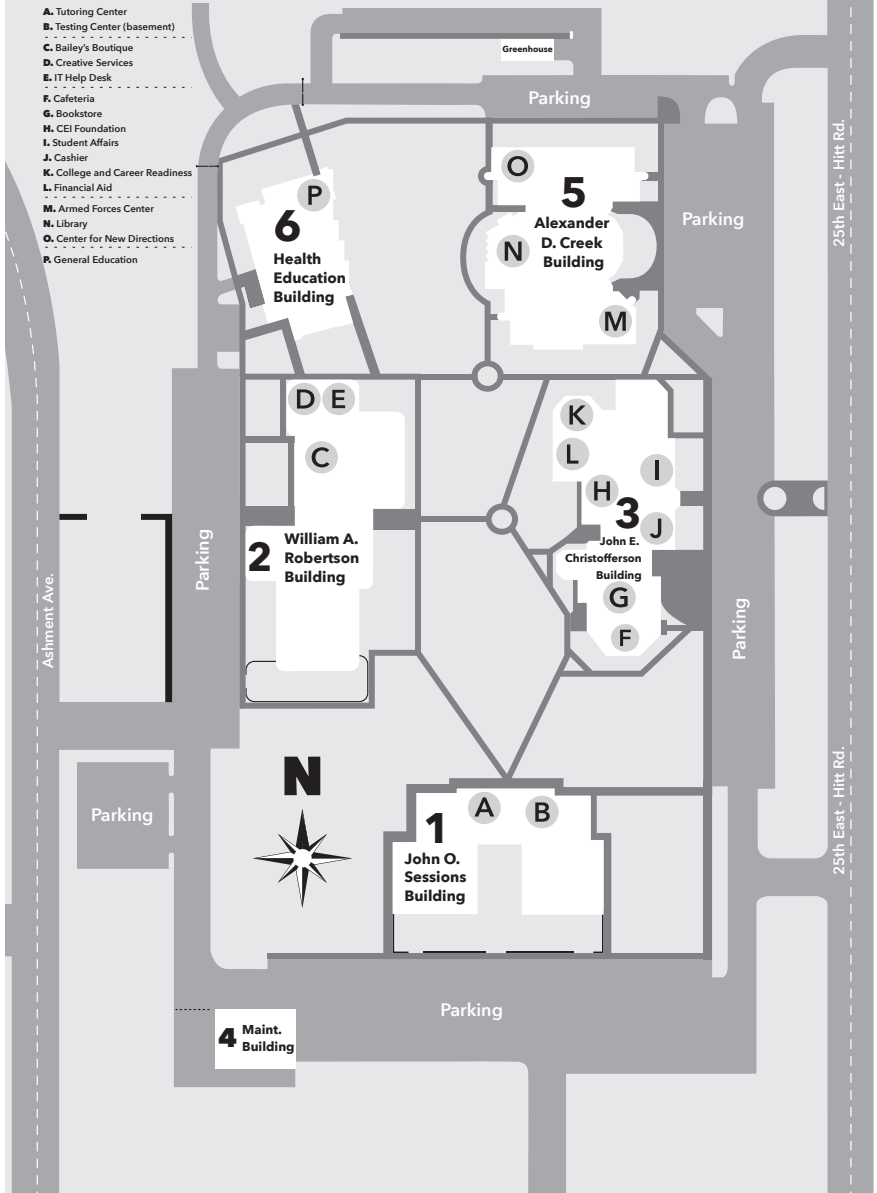 A. Tutoring Center
B. Testing Center (basement)
C. Bailey's Boutique
D. Creative Services
E. IT Help Desk
F. Cafeteria
G. Bookstore
H. CEI Foundation
I. Student Affairs
J. Cashier
K. College and Career Readiness
L. Financial Aid
M. Armed Forces Center
N. Library
O. Center for New Directions
P. General Education
Greenhouse
Parking
25th East - Hitt Rd.
Parking
O
5
Alexander
D. Creek
Building
N
M
P
6
Health
Education
Building
D E
C
2
William A.
Robertson
Building
Parking
Ashment Ave.
K
L
I
H
3
J
John E.
Christofferson
Building
G
F
Parking
25th East - Hitt Rd.
N
Parking
A
B
1
John O.
Sessions
Building
Parking
4
Maint.
Building